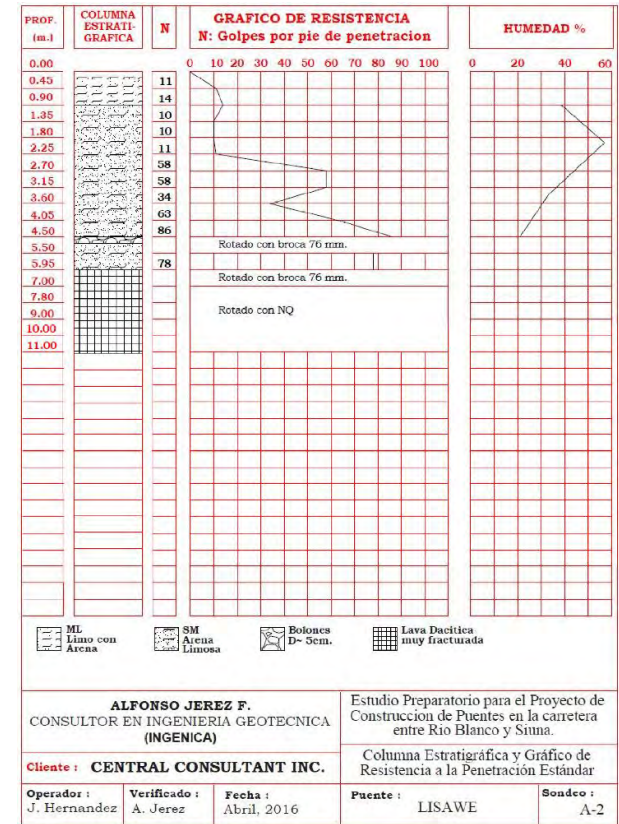 PROF.
(m.)
COLUMNA
ESTRATI-
GRAFICA
N
GRAFICO DE RESISTENCIA
N: Golpes por pie de penetracion
HUMEDAD %
0.00
0 10 20 30 40 50 60 70 80 90 100
0 20 40 60
0.45 11
0.90 14
1.35 10
1.80 10
2.25 11
2.70 58
3.15 58
3.60 34
4.05 63
4.50 86
Rotado con broca 76 mm.
5.50
5.95 78
Rotado con broca 76 mm.
7.00
7.80
Rotado con NQ
9.00
10.00
11.00
ML
Limo con
Arena
SM
Arena
Limosa
Bolones
D~ 5cm.
Lava Dacitica
muy fracturada
ALFONSO JEREZ F.
CONSULTOR EN INGENIERIA GEOTECNICA
(INGENICA)
Estudio Preparatorio para el Proyecto de
Construccion de Puentes en la carretera
entre Rio Blanco y Siuna.
Cliente : CENTRAL CONSULTANT INC.
Columna Estratigráfica y Gráfico de
Resistencia a la Penetración Estándar
Operador :
J. Hernandez
Verificado :
A. Jerez
Fecha :
Abril, 2016
Puente :
LISAWE
Sondeo :
A-2